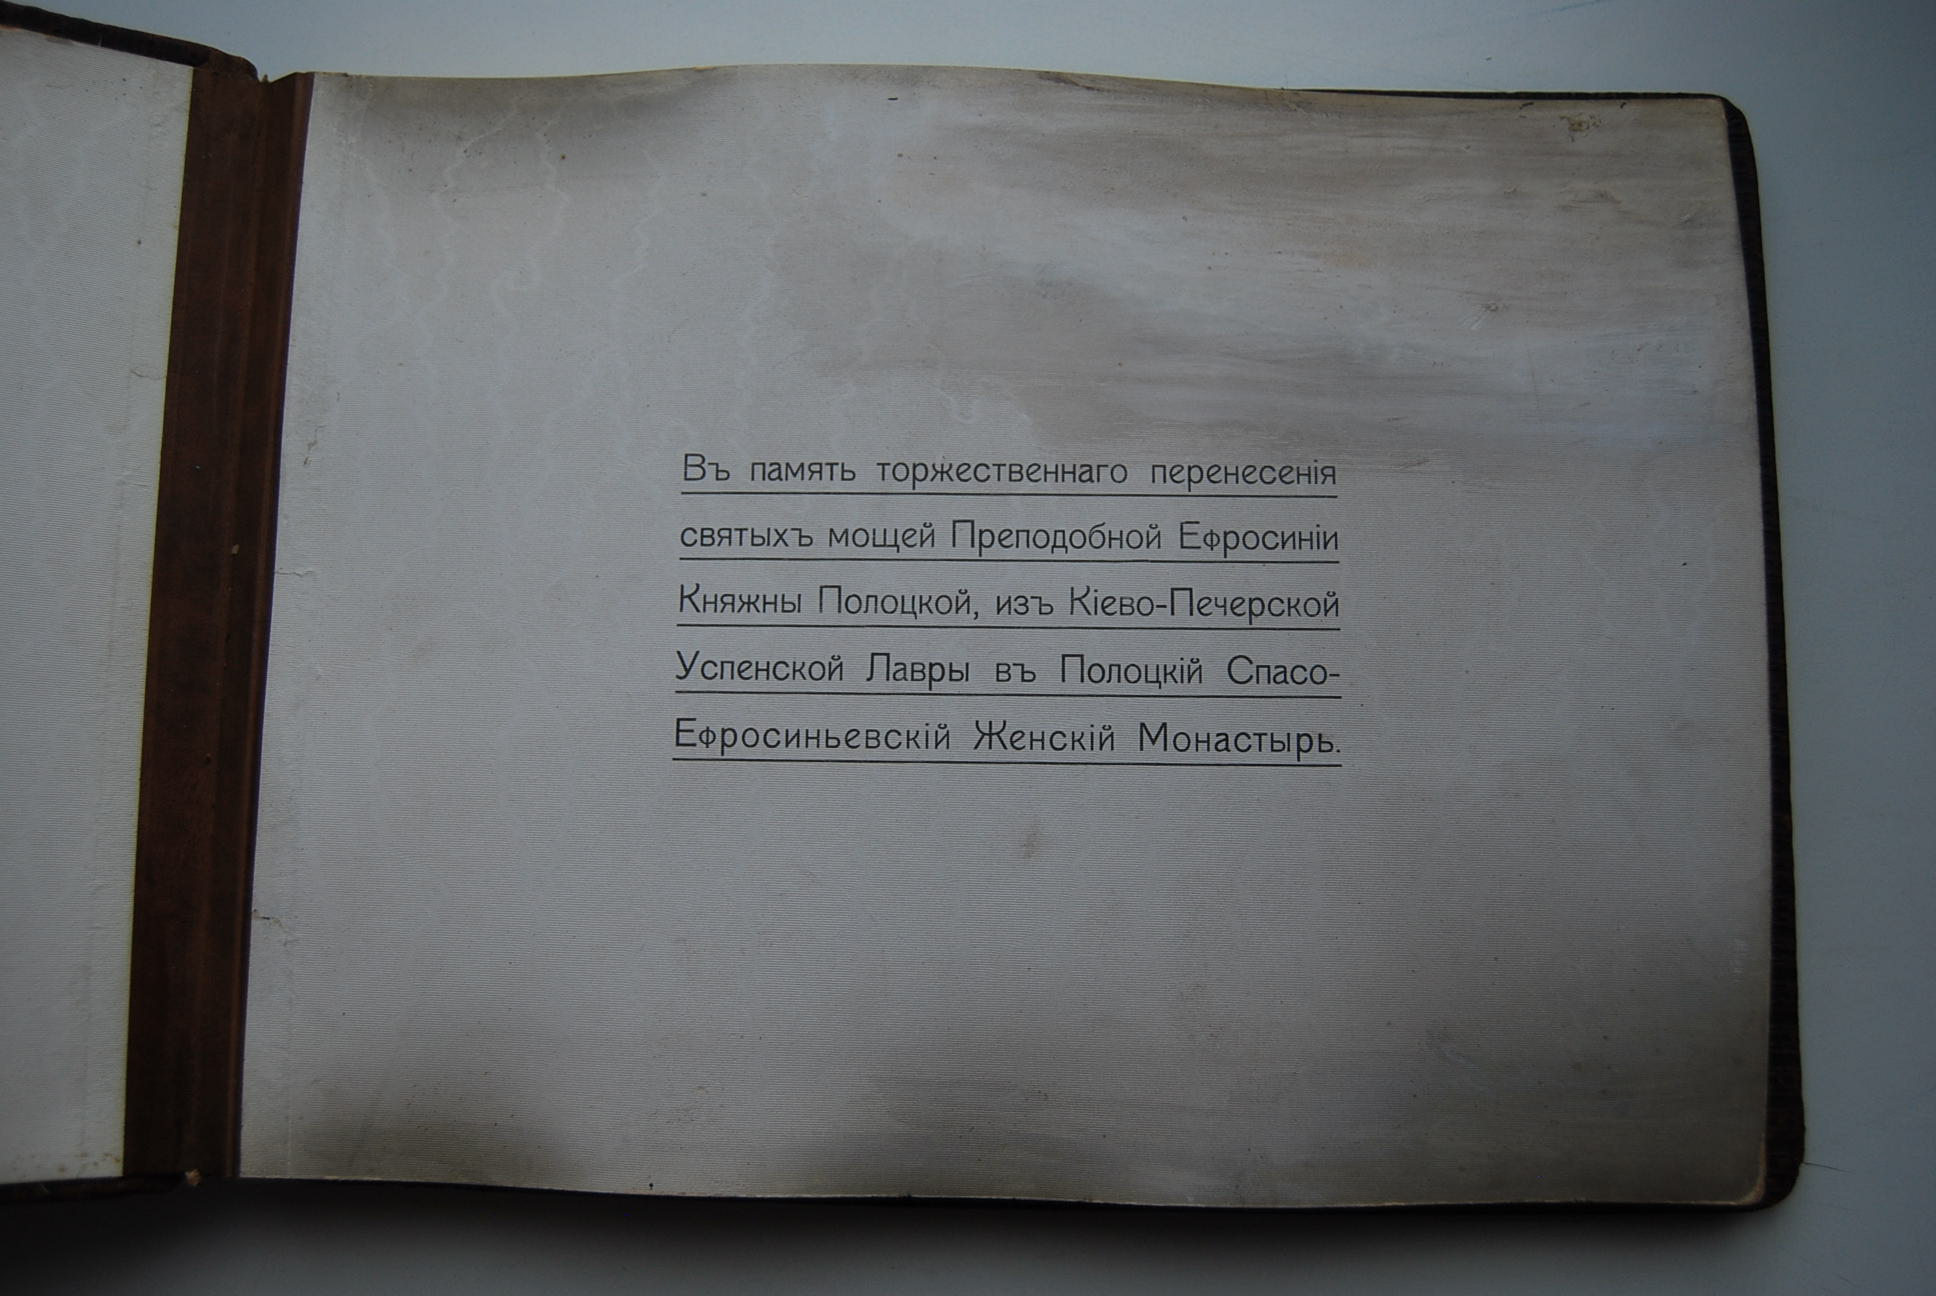 Въ память торжественнаго перенесенія
святыхъ мощей Преподобной Ефросиніи
Княжны Полоцкой, изъ Кіево-Печерской
Успенской Лавры въ Полоцкій Спасо-
Ефросиньевскій Женскій Монастырь.